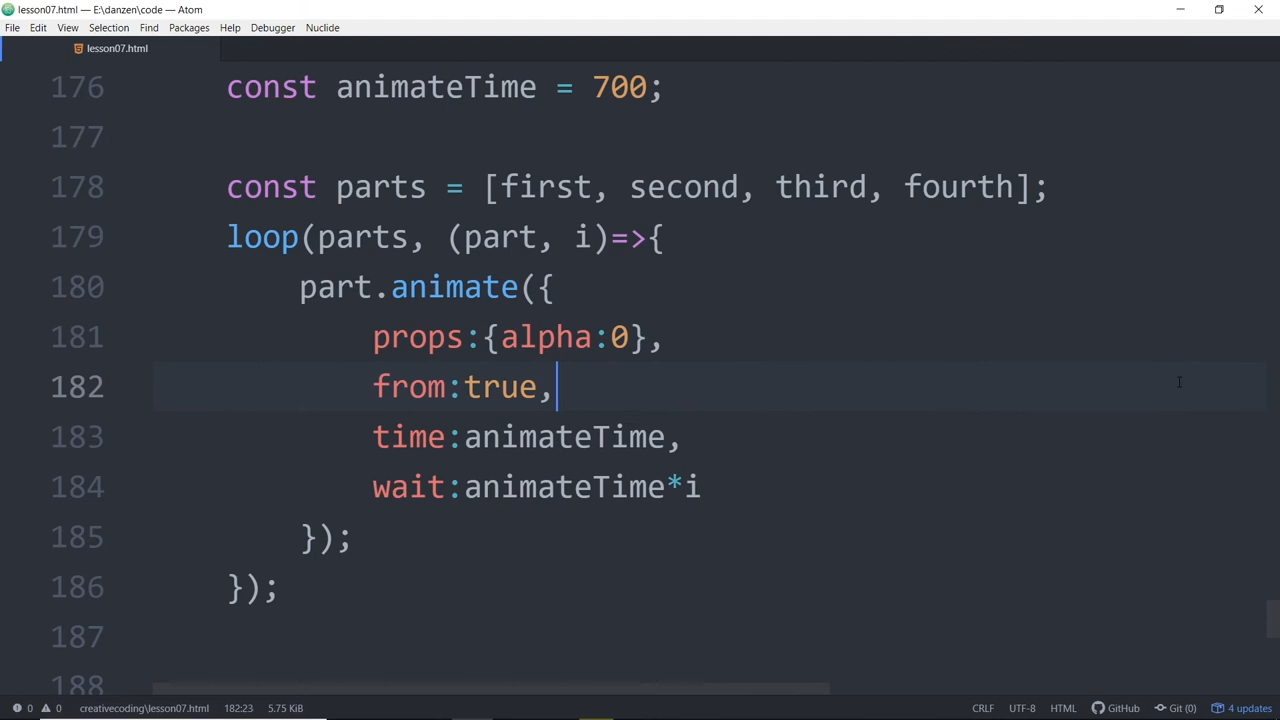 lesson07.html — E:\danzen\code — Atom
File Edit View Selection Find Packages Help Debugger Nuclide
lesson07.html
176 const animateTime = 700;
177
178 const parts = [first, second, third, fourth];
179 loop(parts, (part, i)=>{
180 part.animate({
181 props:{alpha:0},
182 from:true,
183 time:animateTime,
184 wait:animateTime*i
185 });
186 });
187
188
0 0 creativecoding\lesson07.html 182:23 5.75 KiB CRLF UTF-8 HTML GitHub Git (0) 4 updates